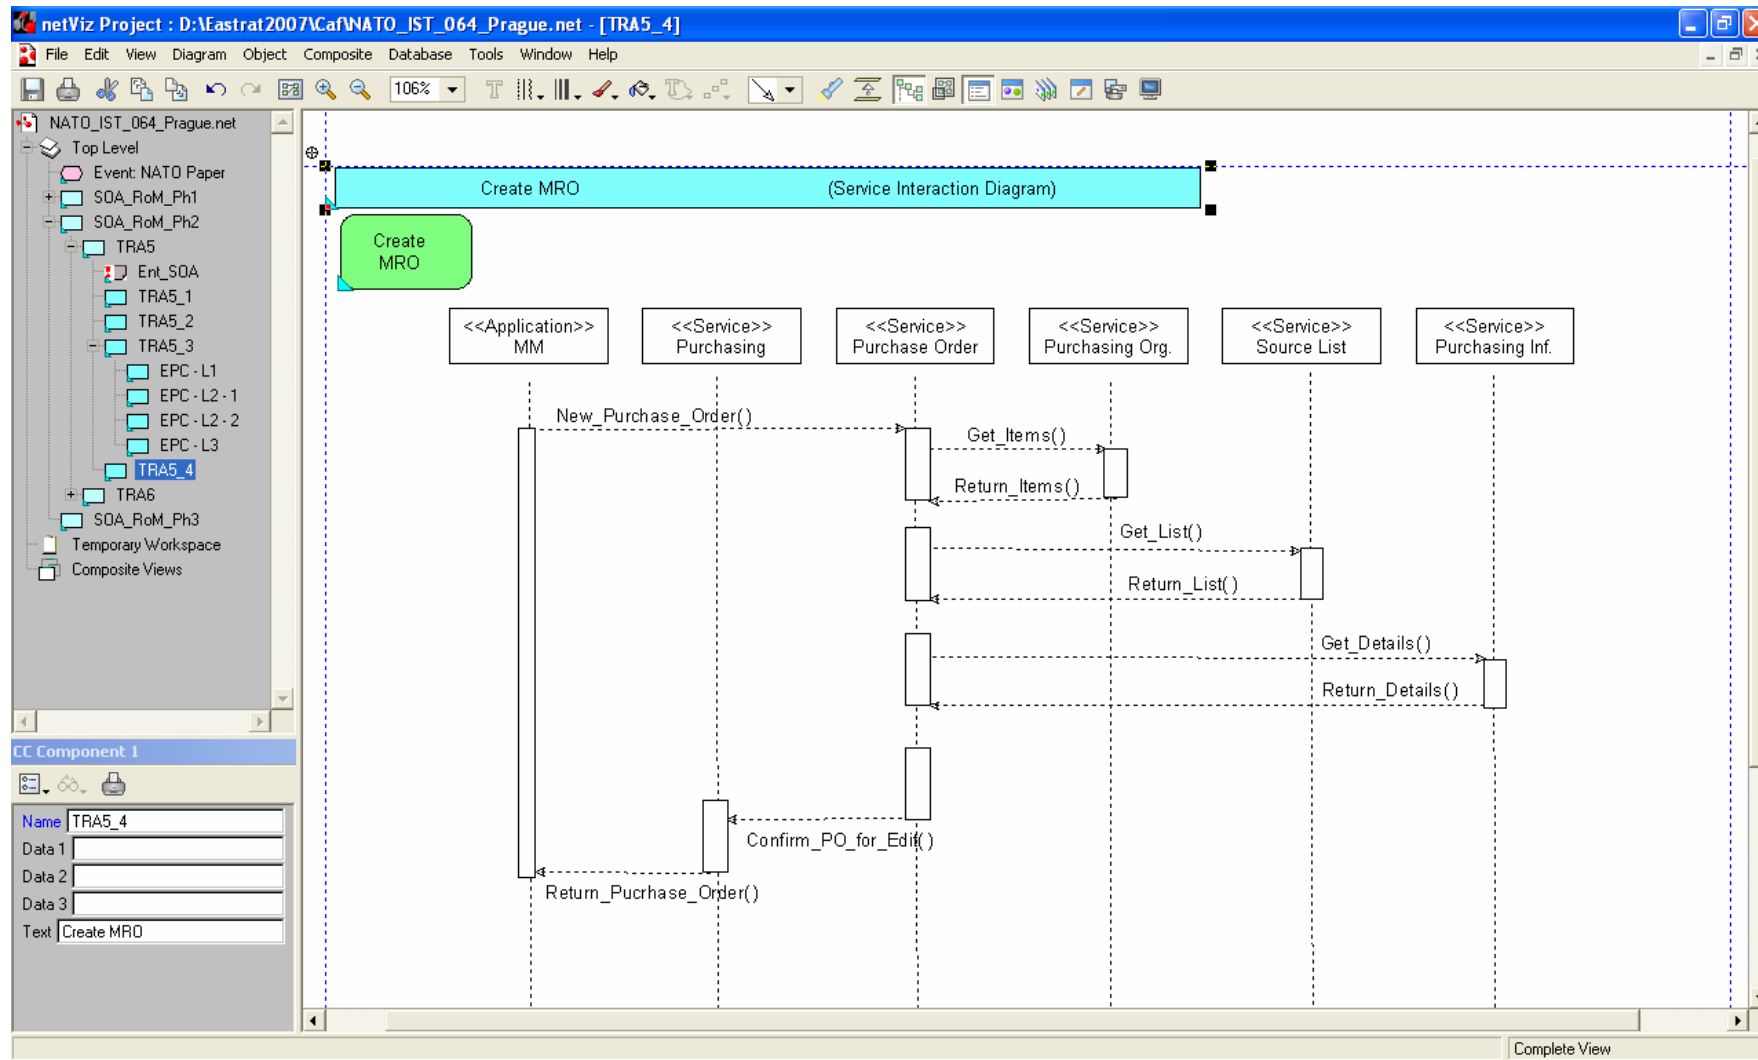 netViz Project : D:\Eastrat2007\Caf\NATO_IST_064_Prague.net - [TRA5_4]
File Edit View Diagram Object Composite Database Tools Window Help
106%
NATO_IST_064_Prague.net
Top Level
Event: NATO Paper
SOA_RoM_Ph1
SOA_RoM_Ph2
TRA5
Ent_SOA
TRA5_1
TRA5_2
TRA5_3
EPC - L1
EPC - L2 - 1
EPC - L2 - 2
EPC - L3
TRA5_4
TRA6
SOA_RoM_Ph3
Temporary Workspace
Composite Views
CC Component 1
Name TRA5_4
Data 1
Data 2
Data 3
Text Create MRO
Create MRO (Service Interaction Diagram)
Create
MRO
<<Application>>
MM
<<Service>>
Purchasing
<<Service>>
Purchase Order
<<Service>>
Purchasing Org.
<<Service>>
Source List
<<Service>>
Purchasing Inf.
New_Purchase_Order()
Get_Items()
Return_Items()
Get_List()
Return_List()
Get_Details()
Return_Details()
Confirm_PO_for_Edit()
Return_Pucrhase_Order()
Complete View